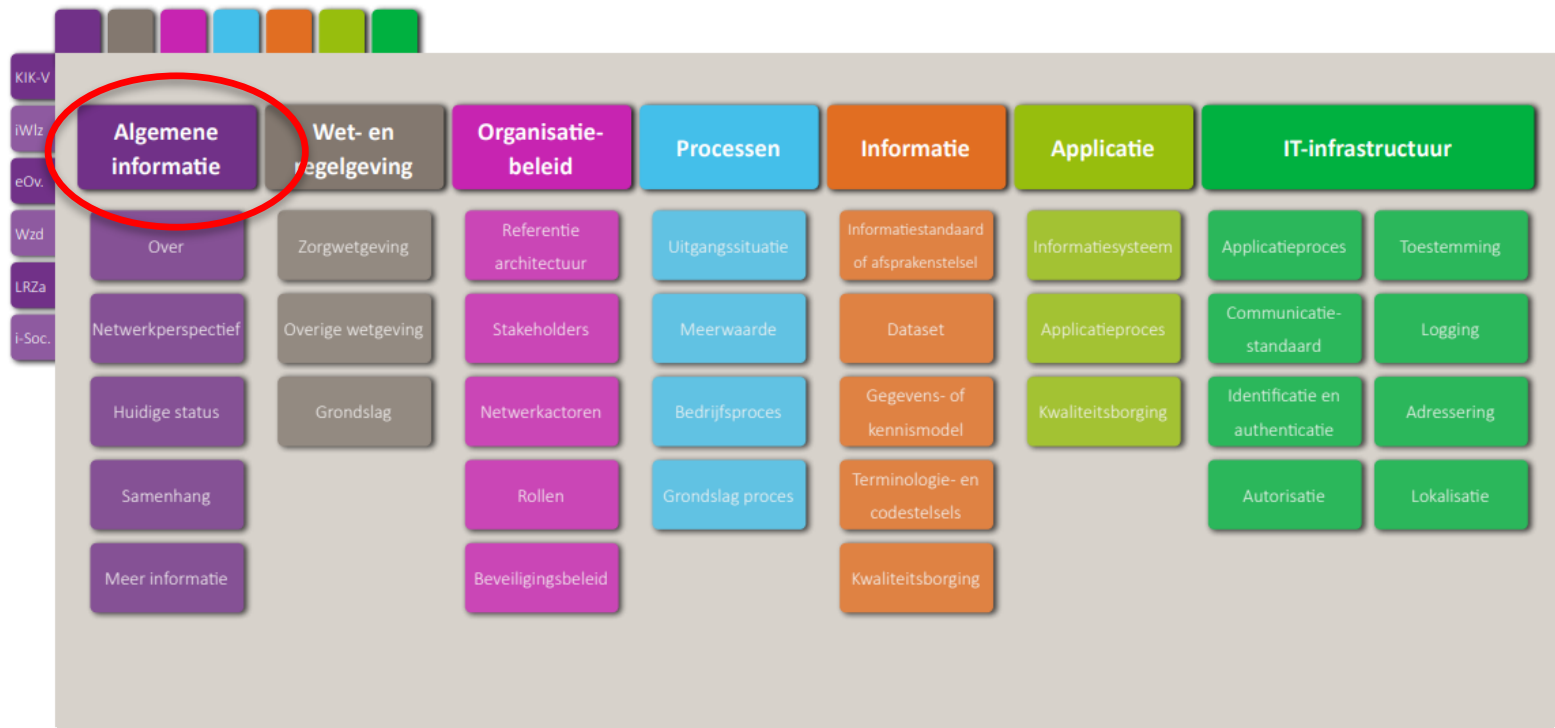 KIK-V
iWlz
eOv.
Wzd
LRZa
i-Soc.
Algemene
informatie
Over
Netwerkperspectief
Huidige status
Samenhang
Meer informatie
Wet- en
regelgeving
Zorgwetgeving
Overige wetgeving
Grondslag
Organisatie-
beleid
Referentie
architectuur
Stakeholders
Netwerkactoren
Rollen
Beveiligingsbeleid
Processen
Uitgangssituatie
Meerwaarde
Bedrijfsproces
Grondslag proces
Informatie
Informatiestandaard
of afsprakenstelsel
Dataset
Gegevens- of
kennismodel
Terminologie- en
codestelsels
Kwaliteitsborging
Applicatie
Informatiesysteem
Applicatieproces
Kwaliteitsborging
IT-infrastructuur
Applicatieproces
Communicatie-
standaard
Identificatie en
authenticatie
Autorisatie
Toestemming
Logging
Adressering
Lokalisatie